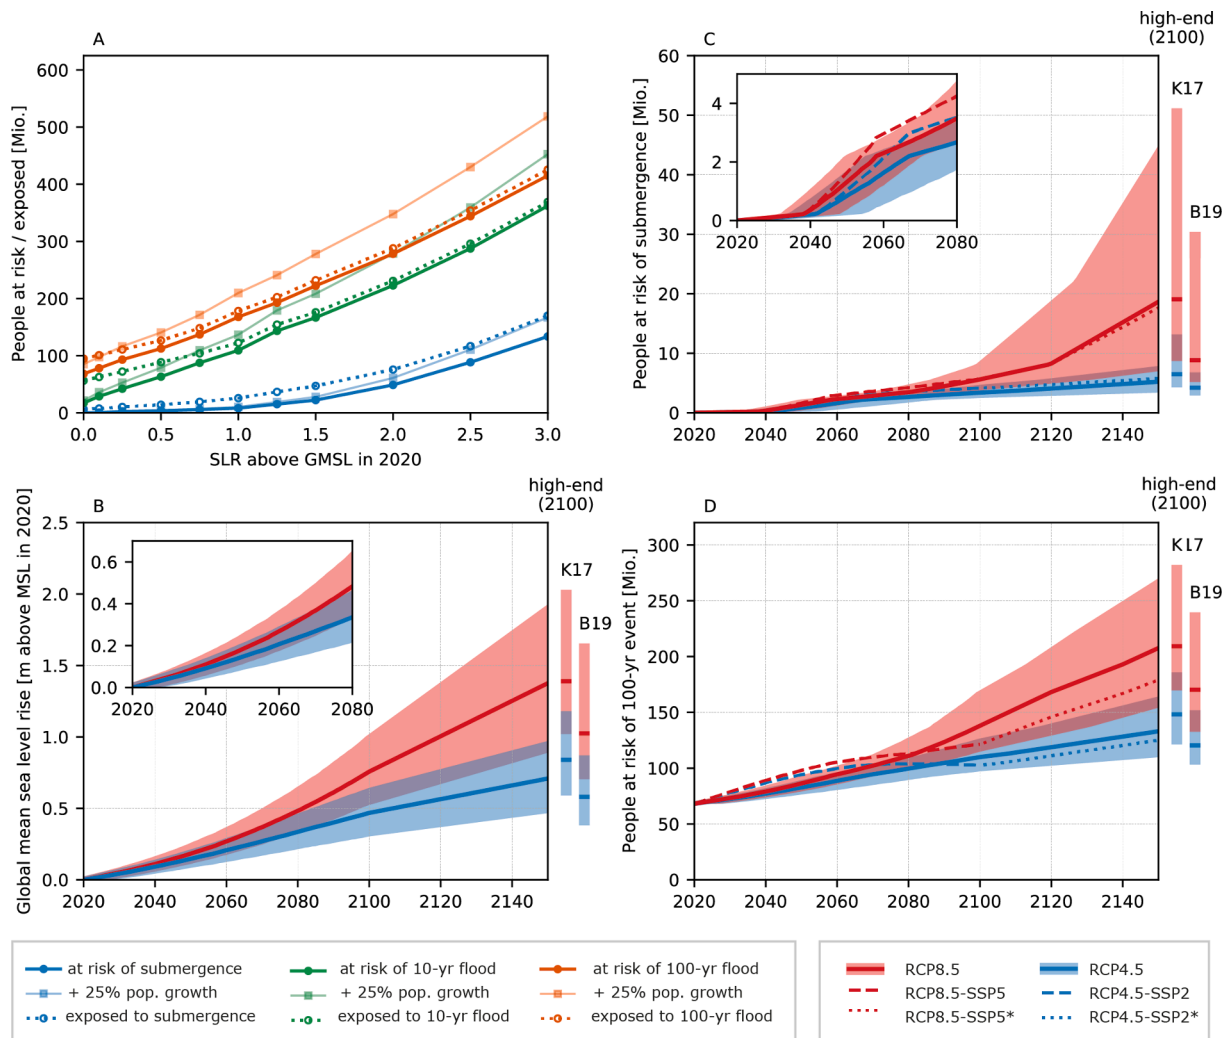 A
People at risk / exposed [Mio.]
600
500
400
300
200
100
0
0.0 0.5 1.0 1.5 2.0 2.5 3.0
SLR above GMSL in 2020
C
high-end
(2100)
K17
B19
People at risk of submergence [Mio.]
60
50
40
30
20
10
0
4
2
0
2020 2040 2060 2080
2020 2040 2060 2080 2100 2120 2140
B
high-end
(2100)
K17
B19
Global mean sea level rise [m above MSL in 2020]
2.5
2.0
1.5
1.0
0.5
0.0
0.6
0.4
0.2
0.0
2020 2040 2060 2080
2020 2040 2060 2080 2100 2120 2140
D
high-end
(2100)
K17
B19
People at risk of 100-yr event [Mio.]
300
250
200
150
100
50
0
2020 2040 2060 2080 2100 2120 2140
at risk of submergence
+ 25% pop. growth
exposed to submergence
at risk of 10-yr flood
+ 25% pop. growth
exposed to 10-yr flood
at risk of 100-yr flood
+ 25% pop. growth
exposed to 100-yr flood
RCP8.5
RCP8.5-SSP5
RCP8.5-SSP5*
RCP4.5
RCP4.5-SSP2
RCP4.5-SSP2*